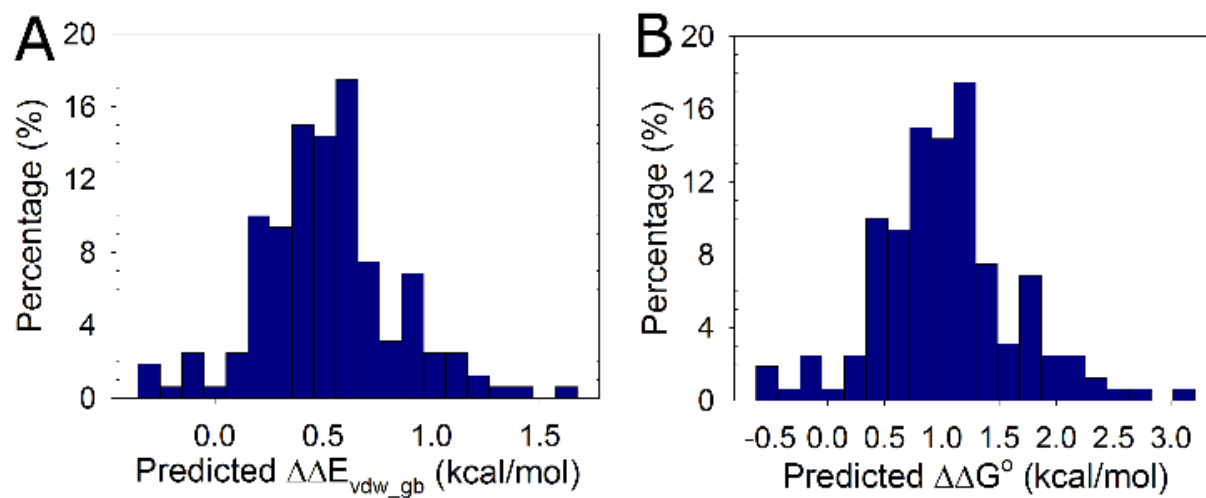 A
Percentage (%)
20
16
12
8
4
0
0.0 0.5 1.0 1.5
Predicted ΔΔE_vdw_gb (kcal/mol)
B
Percentage (%)
20
16
12
8
4
0
-0.5 0.0 0.5 1.0 1.5 2.0 2.5 3.0
Predicted ΔΔG° (kcal/mol)